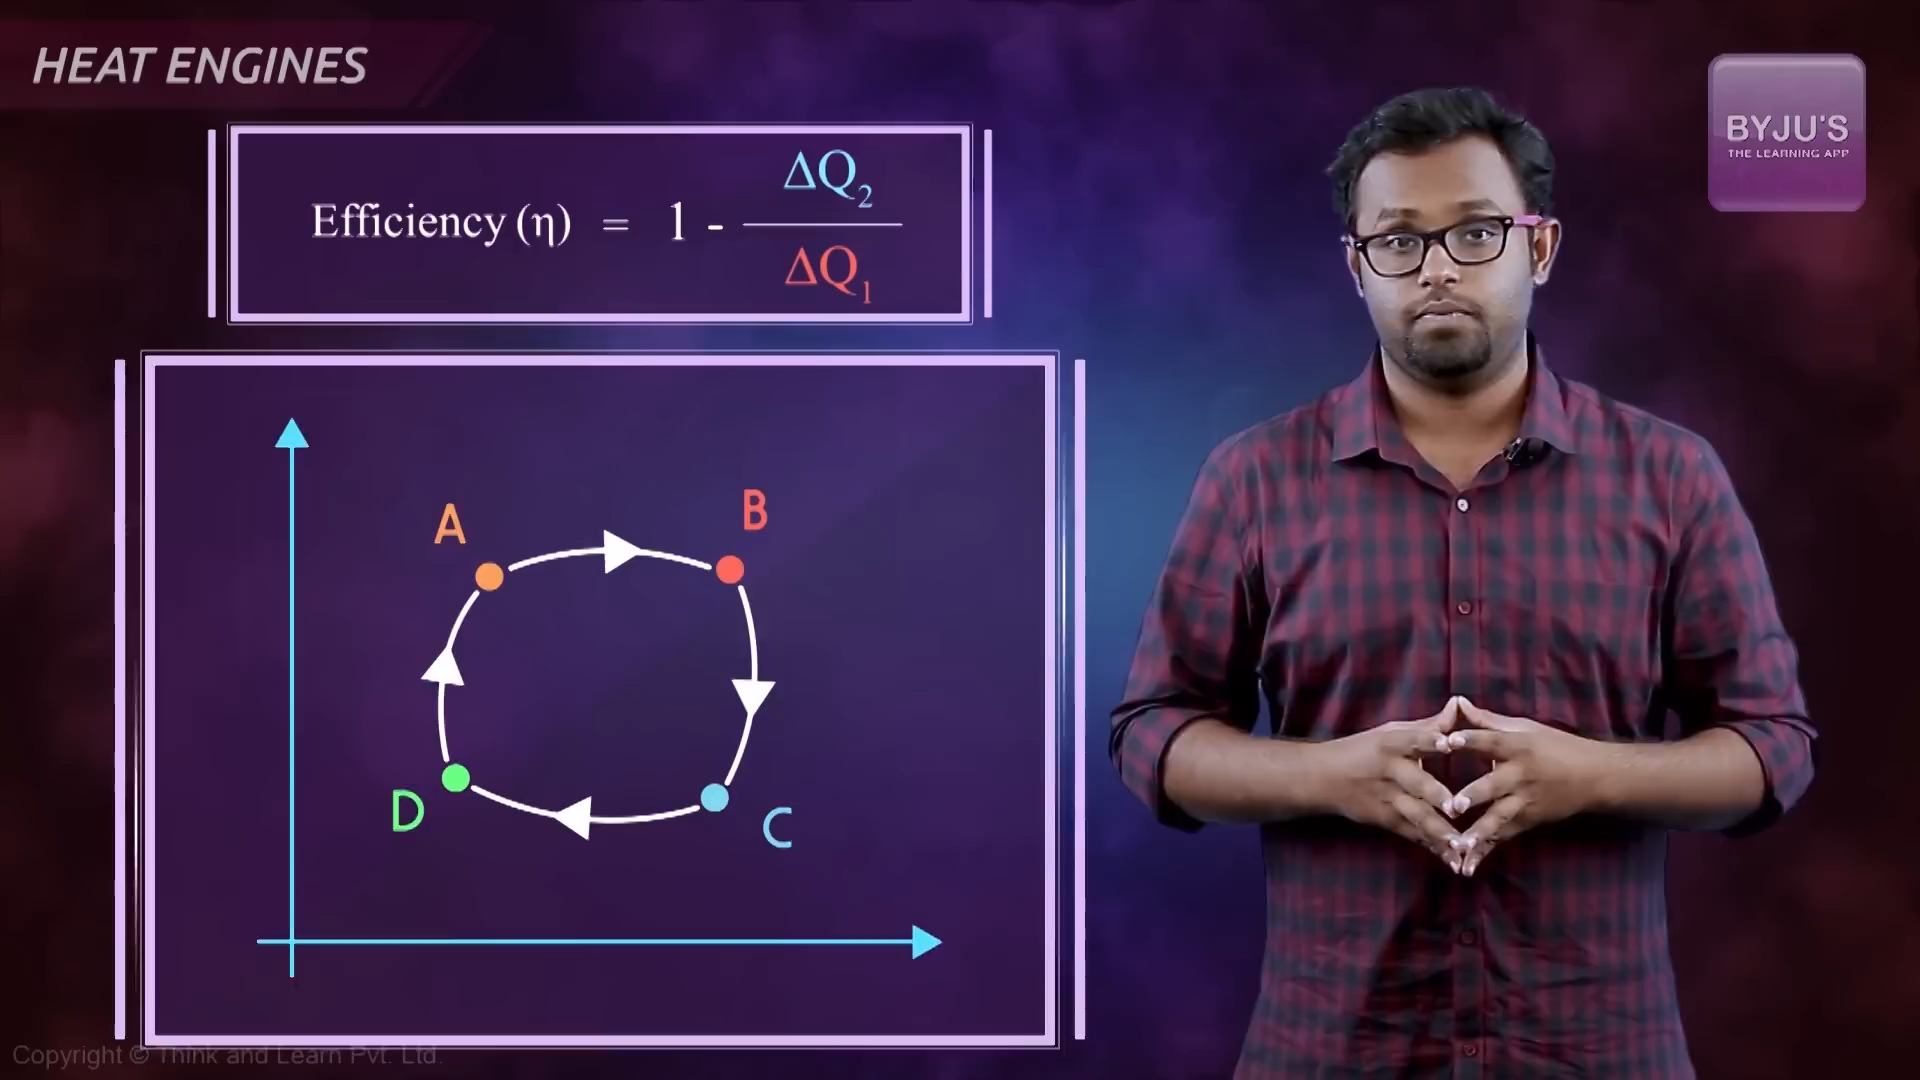 HEAT ENGINES
BYJU'S
THE LEARNING APP
Efficiency (η) = 1 - ΔQ₂ / ΔQ₁
A
B
D
C
Copyright © Think and Learn Pvt. Ltd.